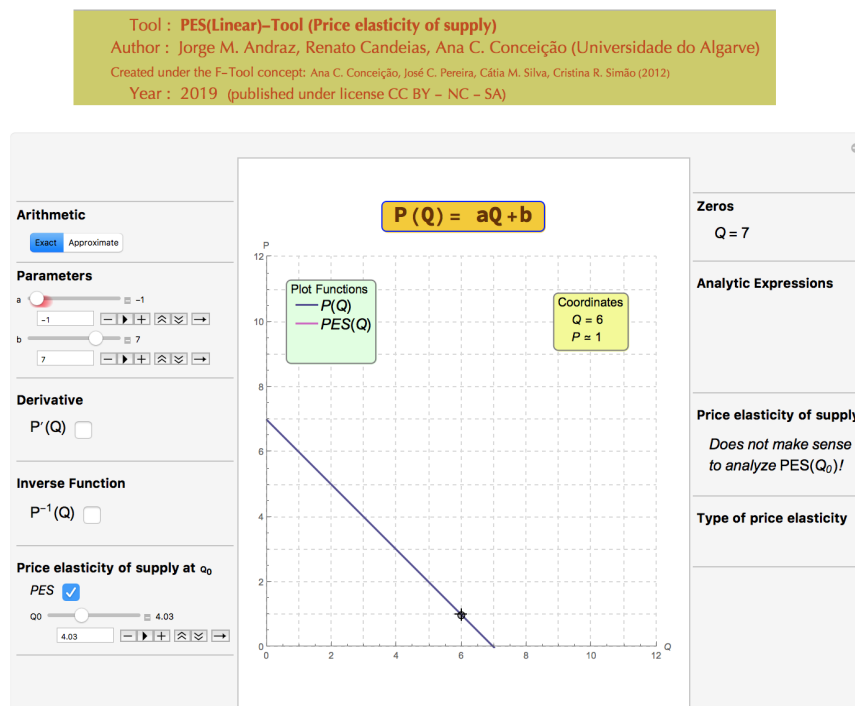 Tool : PES(Linear)–Tool (Price elasticity of supply)
Author : Jorge M. Andraz, Renato Candeias, Ana C. Conceição (Universidade do Algarve)
Created under the F-Tool concept: Ana C. Conceição, José C. Pereira, Cátia M. Silva, Cristina R. Simão (2012)
Year : 2019 (published under license CC BY – NC – SA)
Arithmetic
Exact Approximate
Parameters
a -1
-1
b 7
7
Derivative
P′(Q)
Inverse Function
P⁻¹(Q)
Price elasticity of supply at Q₀
PES
Q0 4.03
4.03
P(Q) = aQ+b
P
12
10
8
6
4
2
0
0 2 4 6 8 10 12
Q
Plot Functions
P(Q)
PES(Q)
Coordinates
Q = 6
P ≃ 1
Zeros
Q = 7
Analytic Expressions
Price elasticity of supply
Does not make sense
to analyze PES(Q₀)!
Type of price elasticity